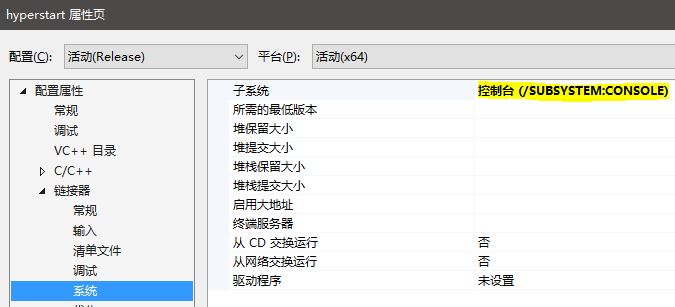 hyperstart 属性页
配置(C): 活动(Release) 平台(P): 活动(x64)
配置属性
常规
调试
VC++ 目录
C/C++
链接器
常规
输入
清单文件
调试
系统
子系统 控制台 (/SUBSYSTEM:CONSOLE)
所需的最低版本
堆保留大小
堆提交大小
堆栈保留大小
堆栈提交大小
启用大地址
终端服务器
从 CD 交换运行 否
从网络交换运行 否
驱动程序 未设置